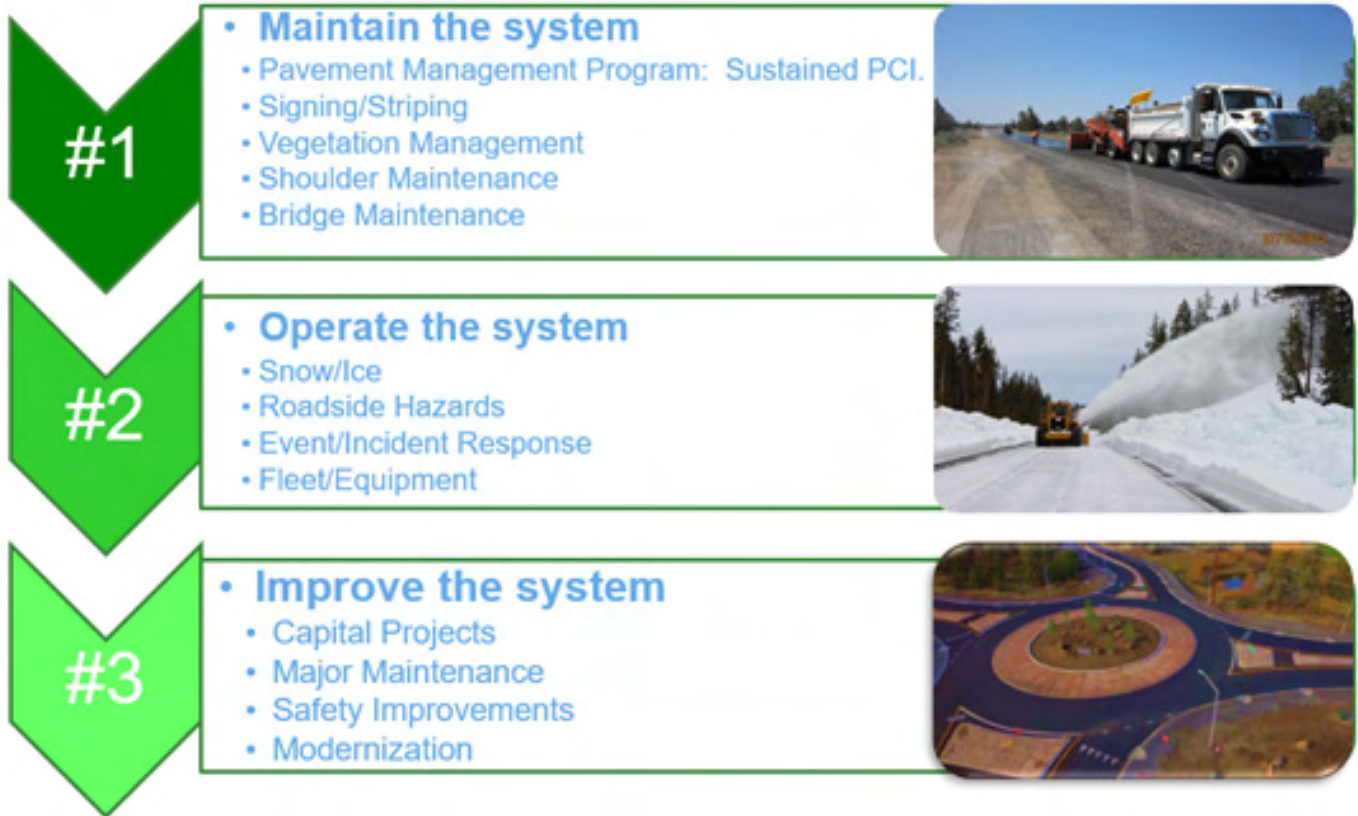 #1
• Maintain the system
• Pavement Management Program: Sustained PCI.
• Signing/Striping
• Vegetation Management
• Shoulder Maintenance
• Bridge Maintenance
#2
• Operate the system
• Snow/Ice
• Roadside Hazards
• Event/Incident Response
• Fleet/Equipment
#3
• Improve the system
• Capital Projects
• Major Maintenance
• Safety Improvements
• Modernization